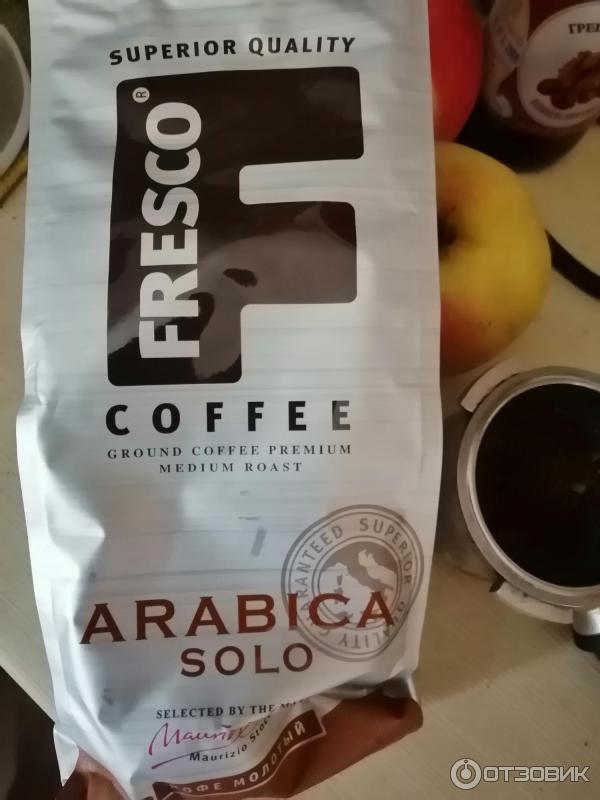 SUPERIOR QUALITY
FRESCO®
COFFEE
GROUND COFFEE PREMIUM
MEDIUM ROAST
GUARANTEED SUPERIOR QUALITY
ARABICA
SOLO
SELECTED BY THE
Maurizio
КОФЕ МОЛОТЫЙ
ГРЕЦ
ОТЗОВИК